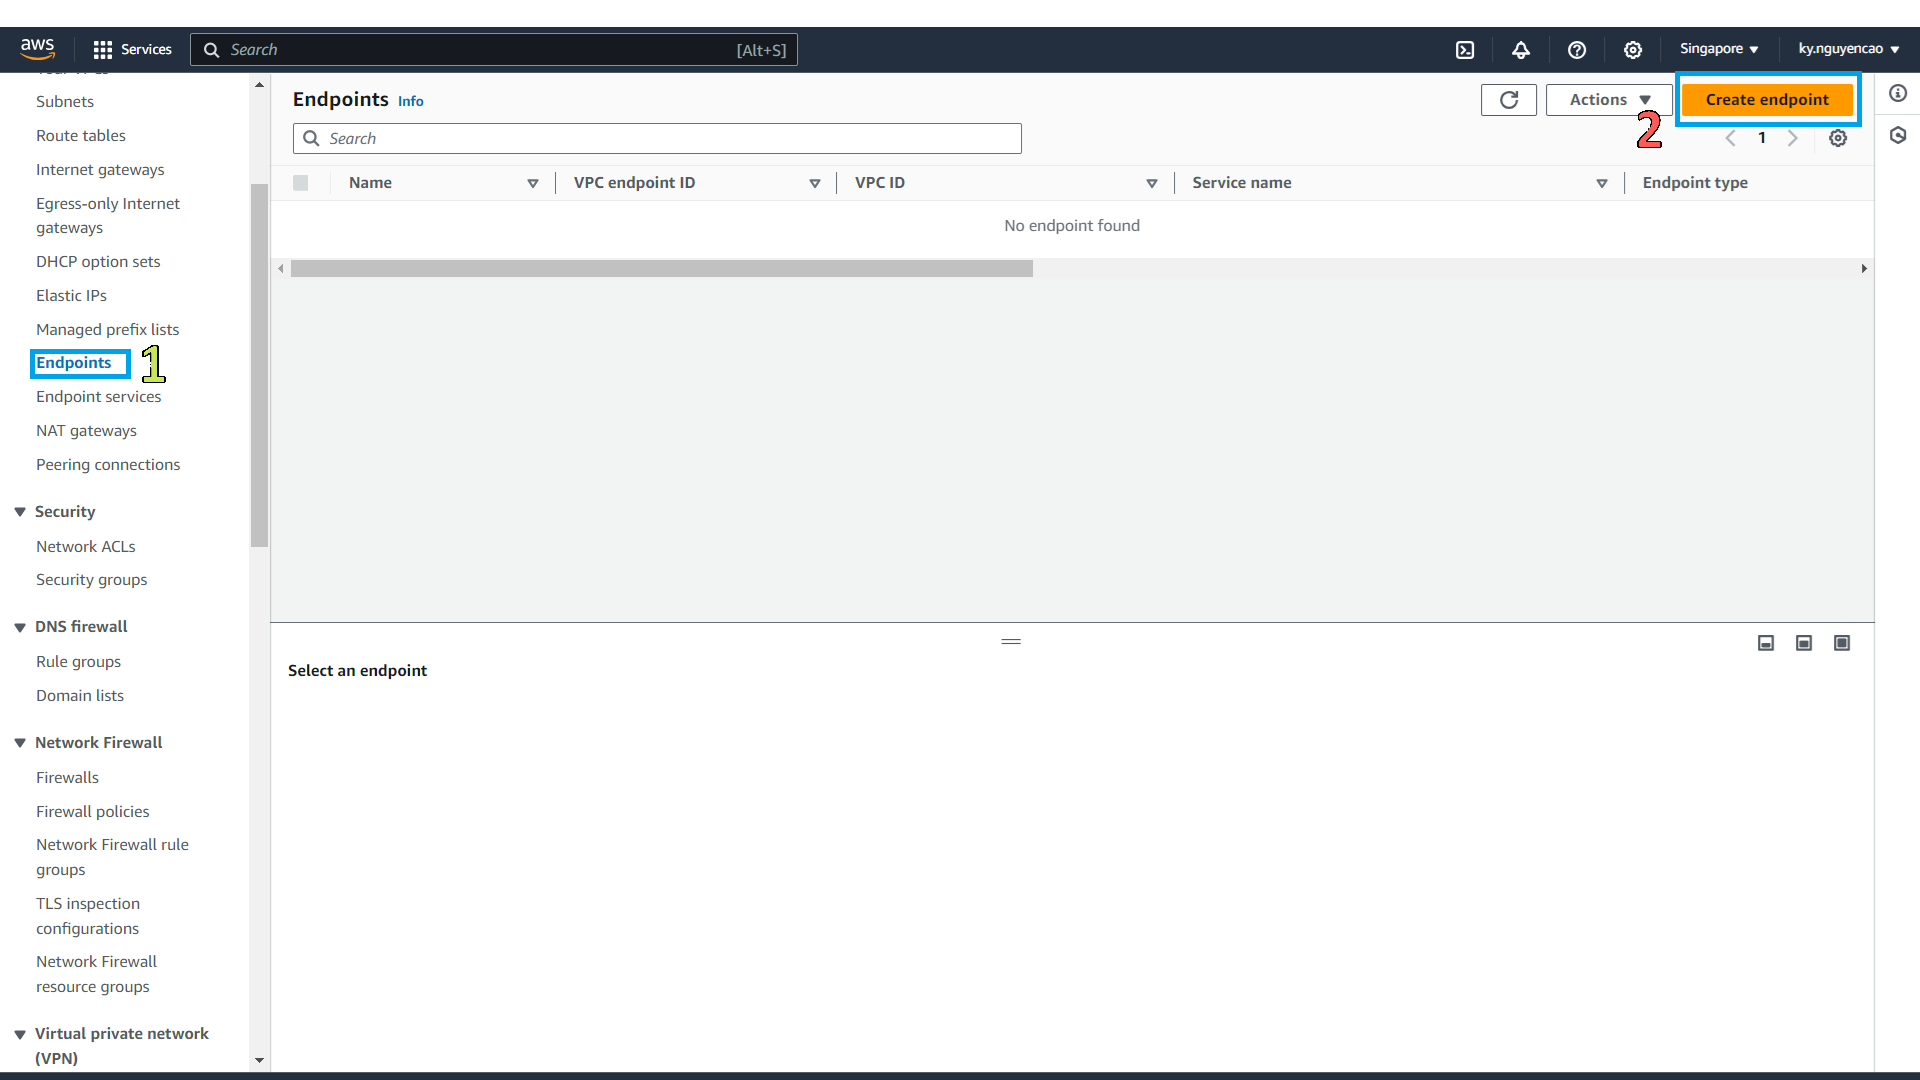 aws
Services
Search
[Alt+S]
Singapore
ky.nguyencao
Subnets
Route tables
Internet gateways
Egress-only Internet
gateways
DHCP option sets
Elastic IPs
Managed prefix lists
Endpoints
1
Endpoint services
NAT gateways
Peering connections
Security
Network ACLs
Security groups
DNS firewall
Rule groups
Domain lists
Network Firewall
Firewalls
Firewall policies
Network Firewall rule
groups
TLS inspection
configurations
Network Firewall
resource groups
Virtual private network
(VPN)
Endpoints Info
Actions
Create endpoint
2
Search
1
Name
VPC endpoint ID
VPC ID
Service name
Endpoint type
No endpoint found
Select an endpoint